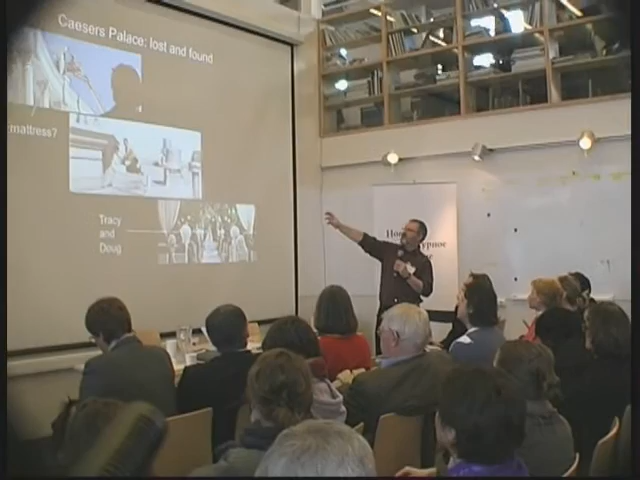 Caesers Palace: lost and found
mattress?
Tracy
and
Doug